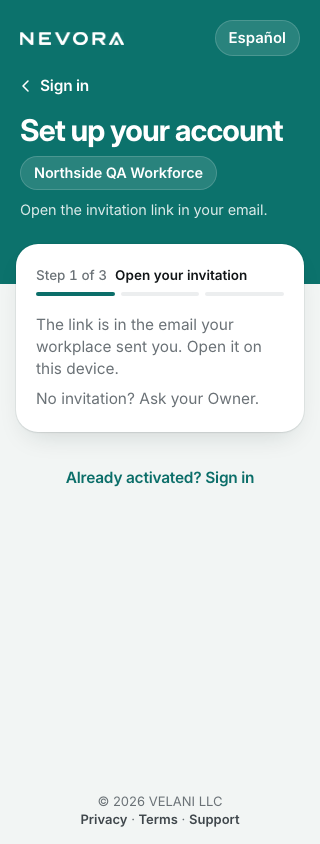 NEVORA
Español
Sign in
Set up your account
Northside QA Workforce
Open the invitation link in your email.
Step 1 of 3 Open your invitation
The link is in the email your
workplace sent you. Open it on
this device.
No invitation? Ask your Owner.
Already activated? Sign in
© 2026 VELANI LLC
Privacy · Terms · Support